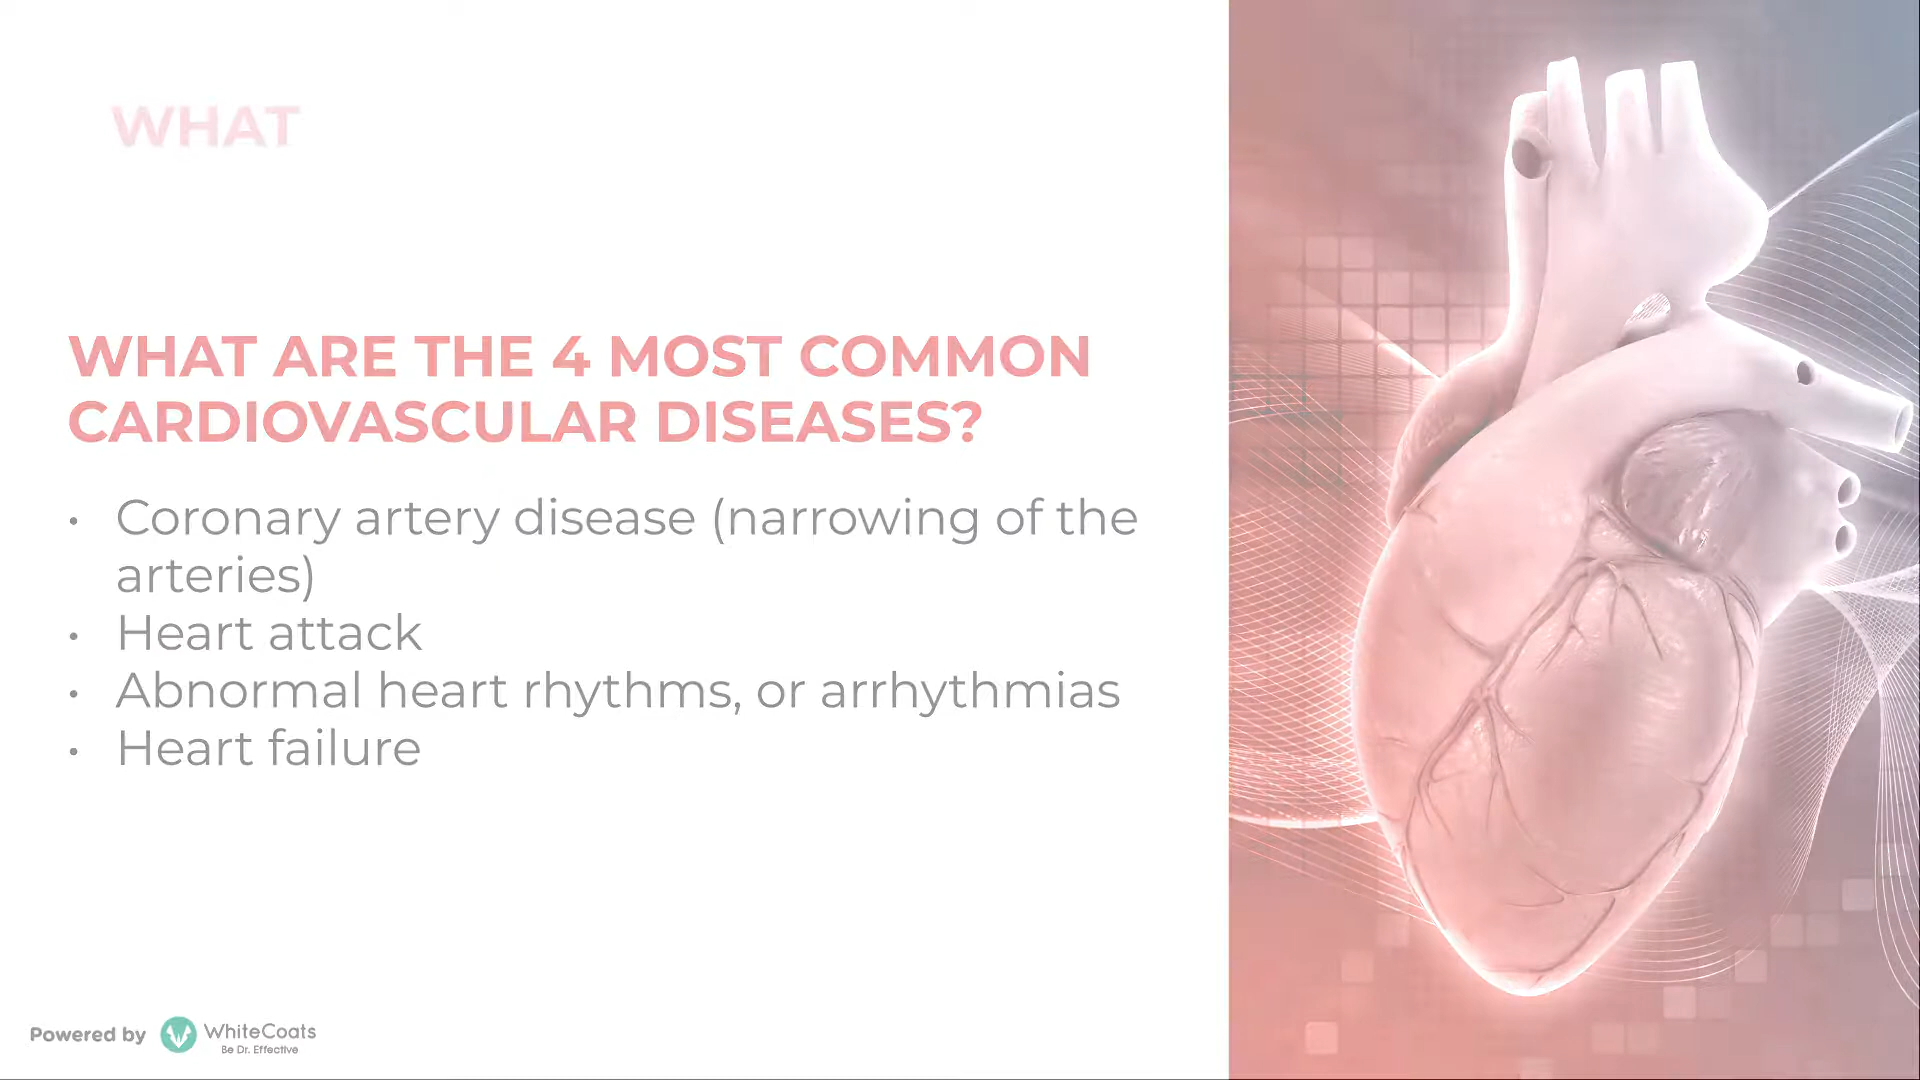 WHAT
WHAT ARE THE 4 MOST COMMON
CARDIOVASCULAR DISEASES?
• Coronary artery disease (narrowing of the
arteries)
• Heart attack
• Abnormal heart rhythms, or arrhythmias
• Heart failure
Powered by WhiteCoats
Be Dr. Effective